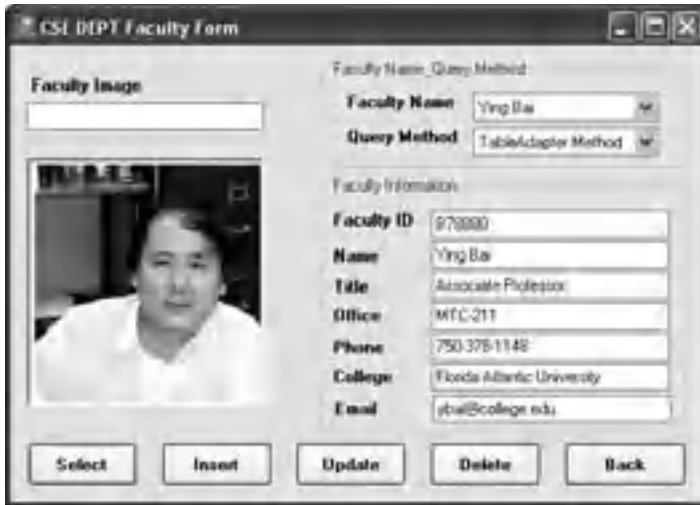 CSE DEPT Faculty Form
Faculty Image
Faculty Name_Query Method
Faculty Name Ying Bai
Query Method TableAdapter Method
Faculty Information
Faculty ID
Name Ying Bai
Title Associate Professor
Office MTC-211
Phone 750-378-1148
College Florida Atlantic University
Email ybai@college.edu
Select Insert Update Delete Back